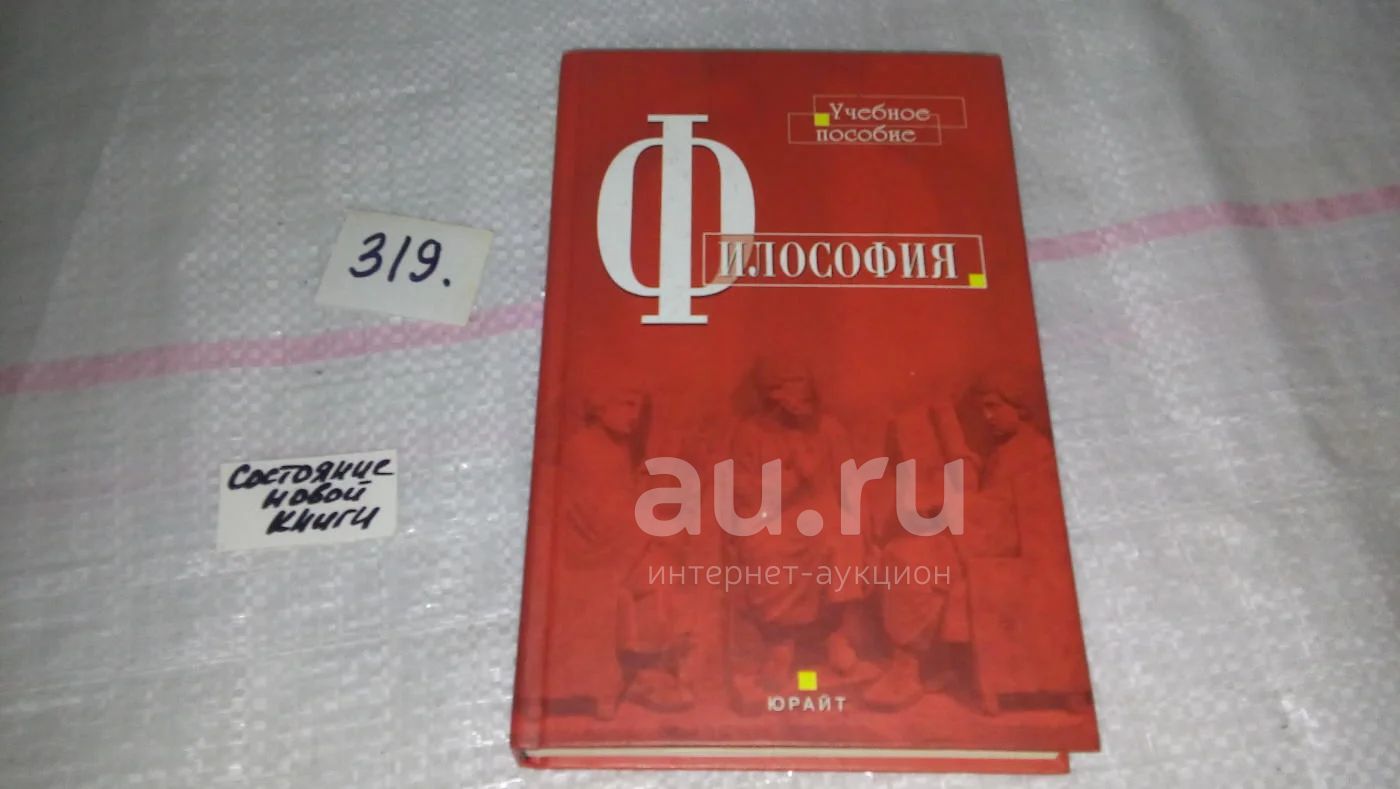 Учебное
пособие
ФИЛОСОФИЯ
319.
Состояние
новой
книги
au.ru
интернет-аукцион
ЮРАЙТ